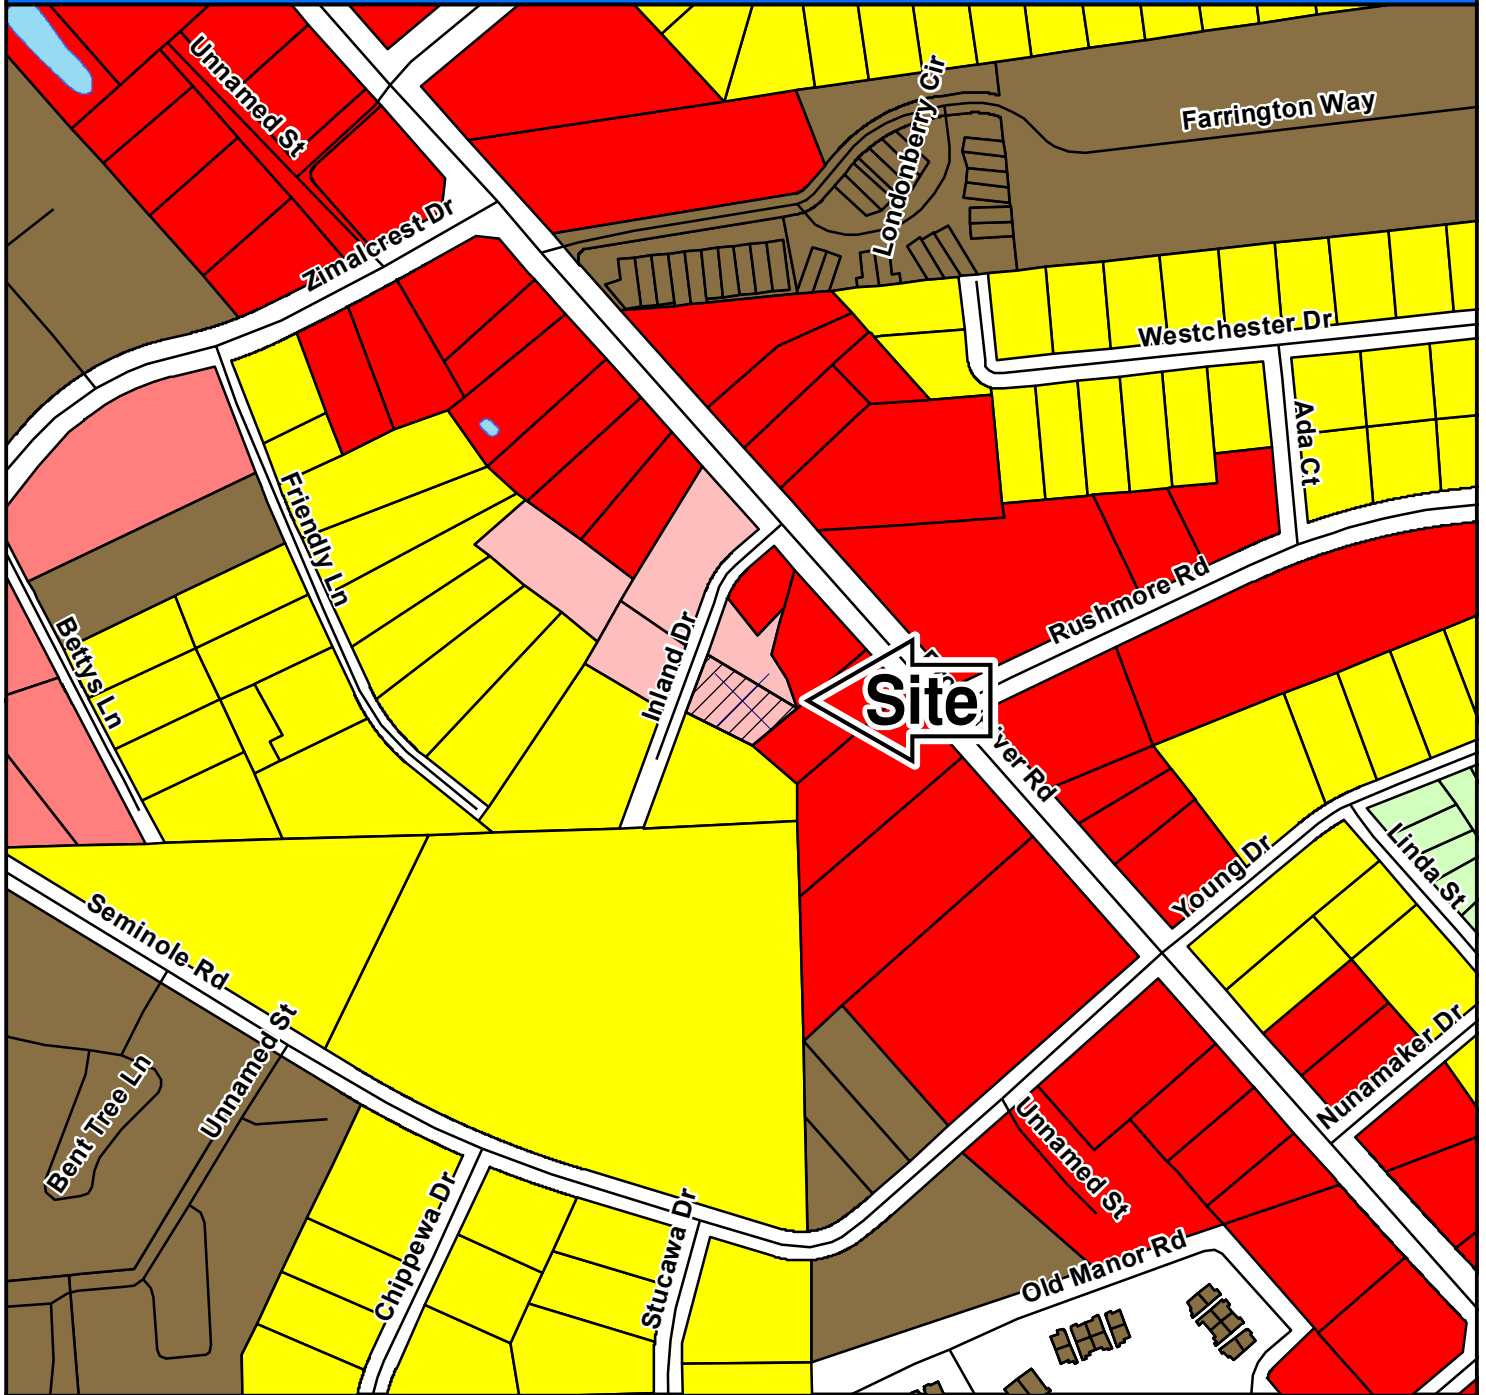 Unnamed St
Londonberry Cir
Farrington Way
Zimalcrest Dr
Westchester Dr
Ada Ct
Friendly Ln
Rushmore Rd
Bettys Ln
Inland Dr
Site
iver Rd
Young Dr
Linda St
Seminole Rd
Unnamed St
Bent Tree Ln
Nunamaker Dr
Unnamed St
Chippewa Dr
Stucawa Dr
Old Manor Rd